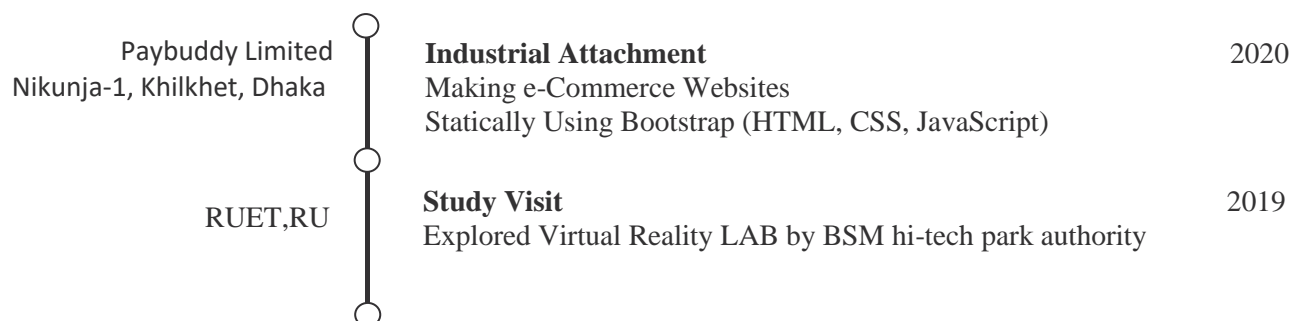 Paybuddy Limited
Nikunja-1, Khilkhet, Dhaka
Industrial Attachment 2020
Making e-Commerce Websites
Statically Using Bootstrap (HTML, CSS, JavaScript)
RUET,RU
Study Visit 2019
Explored Virtual Reality LAB by BSM hi-tech park authority